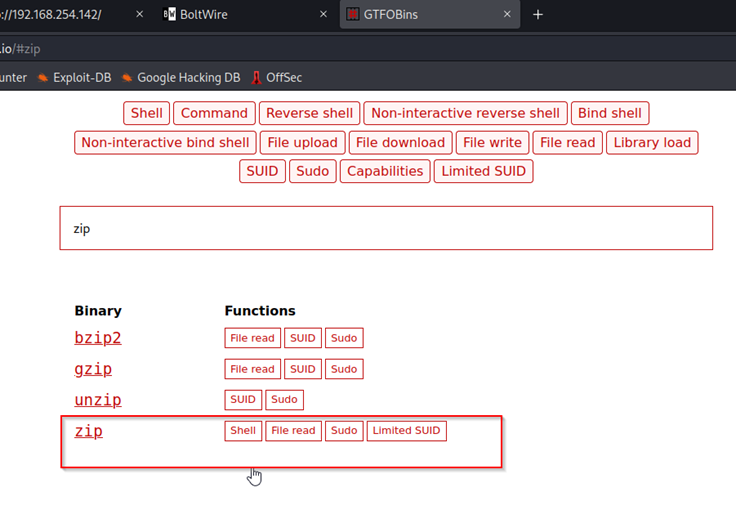 ://192.168.254.142/ × BW BoltWire × GTFOBins × +
.io/#zip
unter Exploit-DB Google Hacking DB OffSec
Shell Command Reverse shell Non-interactive reverse shell Bind shell
Non-interactive bind shell File upload File download File write File read Library load
SUID Sudo Capabilities Limited SUID
zip
Binary Functions
bzip2 File read SUID Sudo
gzip File read SUID Sudo
unzip SUID Sudo
zip Shell File read Sudo Limited SUID